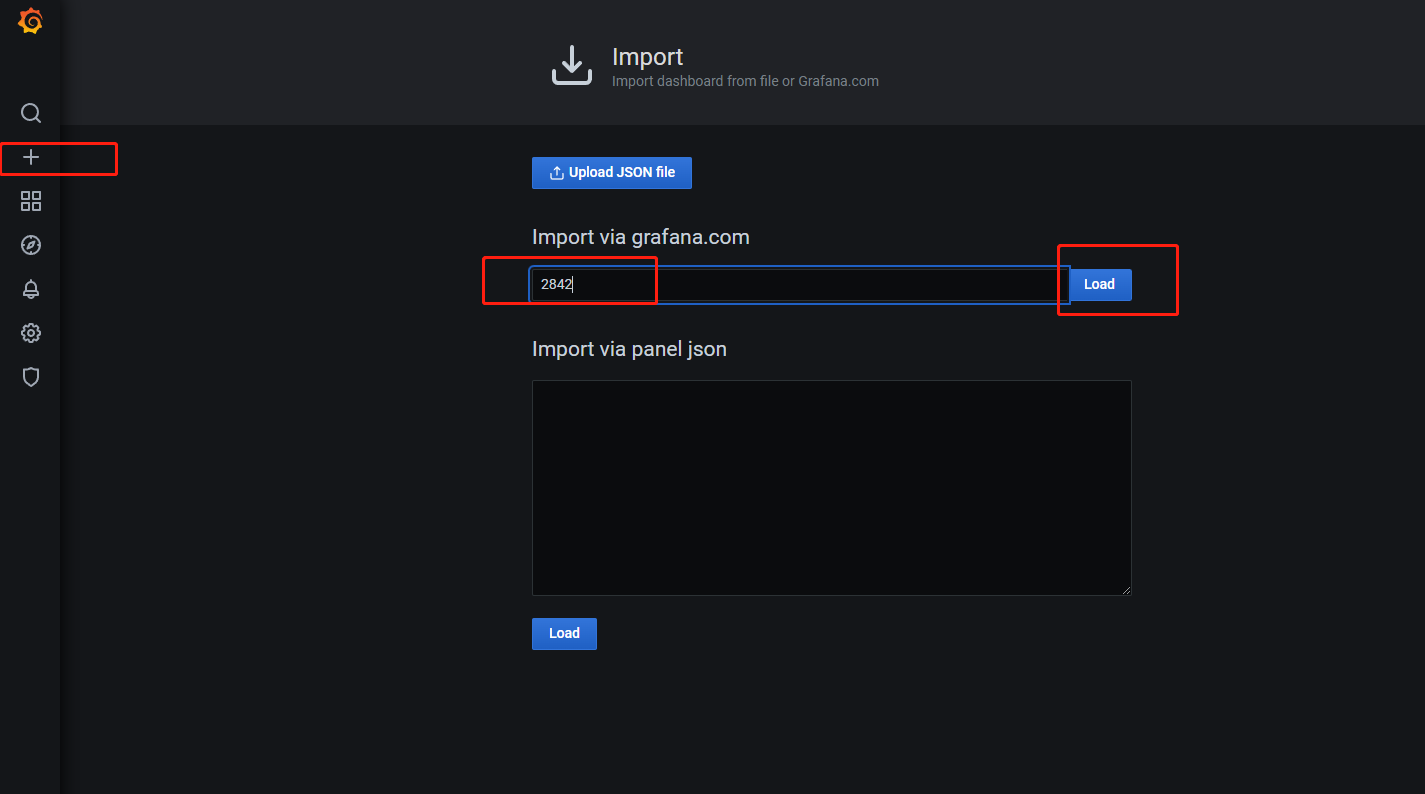 Import
Import dashboard from file or Grafana.com
Upload JSON file
Import via grafana.com
2842
Load
Import via panel json
Load